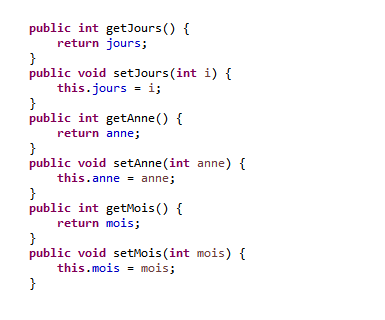 public int getJours() {
    return jours;
}
public void setJours(int i) {
    this.jours = i;
}
public int getAnne() {
    return anne;
}
public void setAnne(int anne) {
    this.anne = anne;
}
public int getMois() {
    return mois;
}
public void setMois(int mois) {
    this.mois = mois;
}